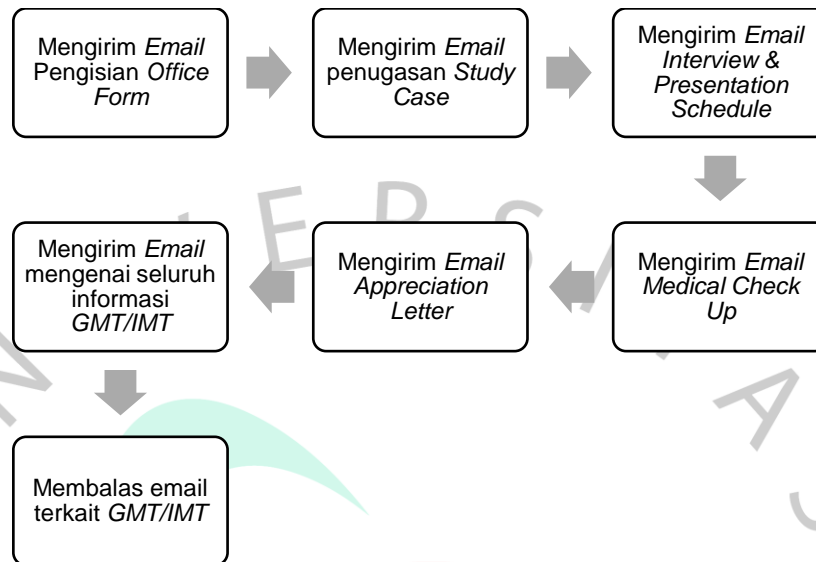 Mengirim Email
Pengisian Office
Form
Mengirim Email
penugasan Study
Case
Mengirim Email
Interview &
Presentation
Schedule
Mengirim Email
Medical Check
Up
Mengirim Email
Appreciation
Letter
Mengirim Email
mengenai seluruh
informasi
GMT/IMT
Membalas email
terkait GMT/IMT